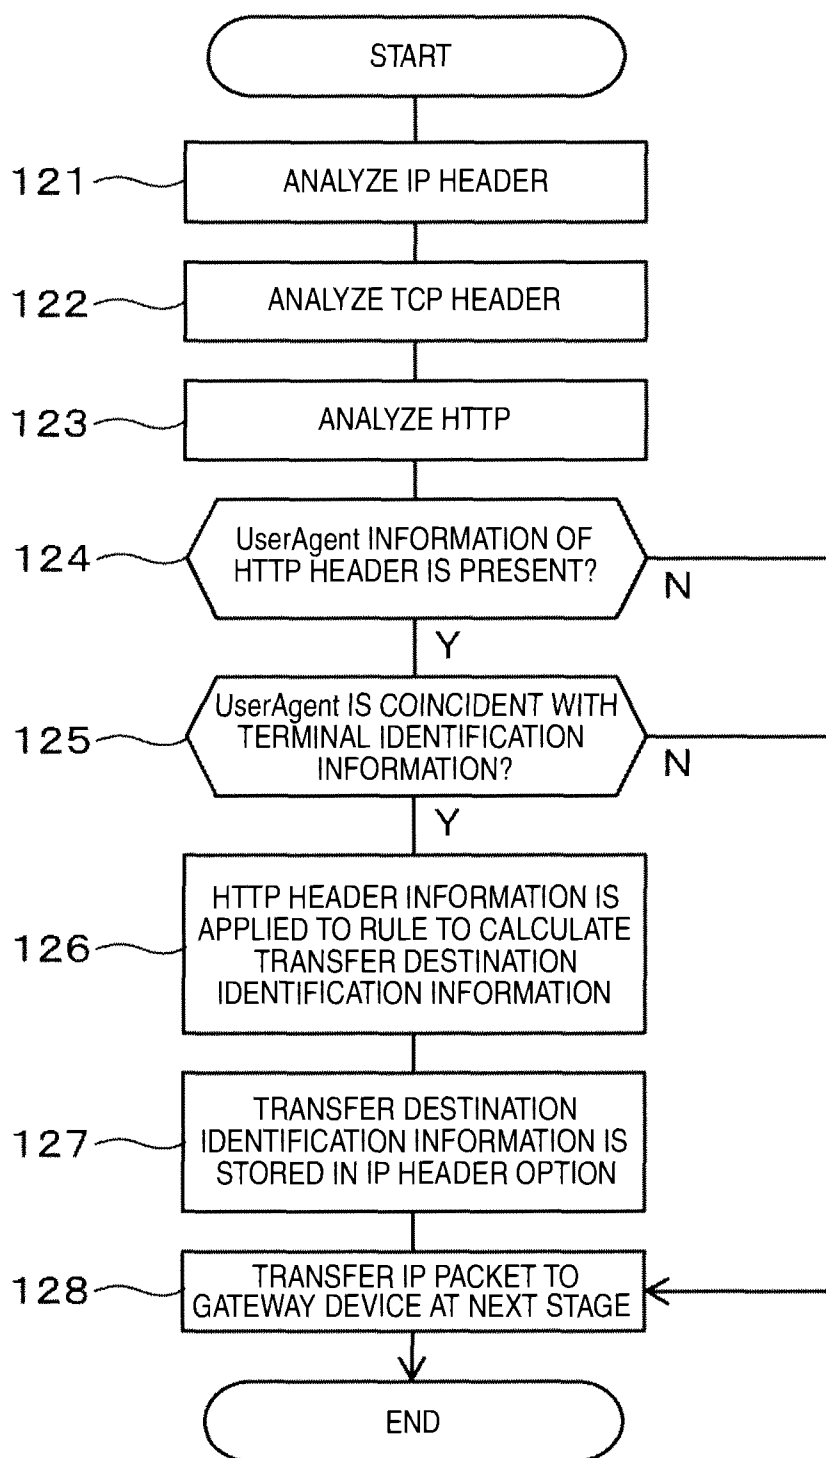 START
121
ANALYZE IP HEADER
122
ANALYZE TCP HEADER
123
ANALYZE HTTP
124
UserAgent INFORMATION OF
HTTP HEADER IS PRESENT?
N
Y
125
UserAgent IS COINCIDENT WITH
TERMINAL IDENTIFICATION
INFORMATION?
N
Y
126
HTTP HEADER INFORMATION IS
APPLIED TO RULE TO CALCULATE
TRANSFER DESTINATION
IDENTIFICATION INFORMATION
127
TRANSFER DESTINATION
IDENTIFICATION INFORMATION IS
STORED IN IP HEADER OPTION
128
TRANSFER IP PACKET TO
GATEWAY DEVICE AT NEXT STAGE
END